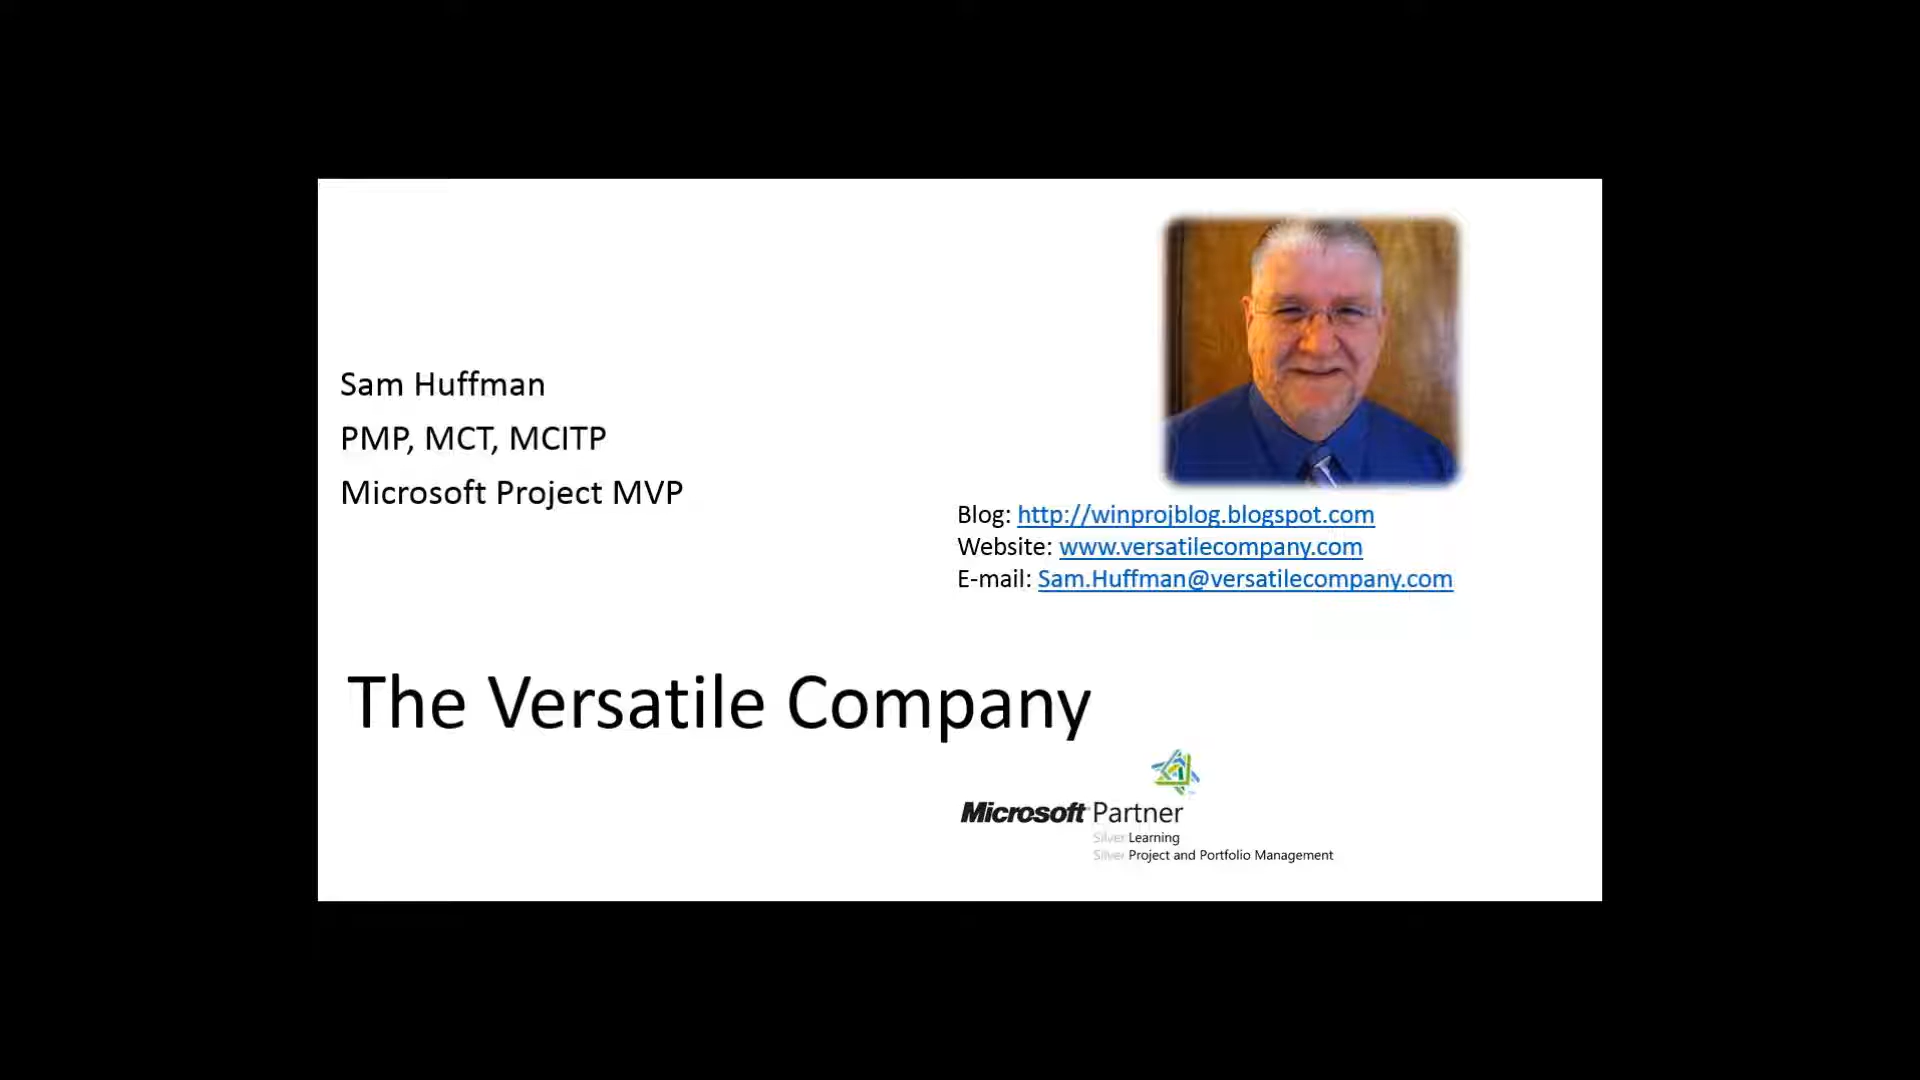 Sam Huffman
PMP, MCT, MCITP
Microsoft Project MVP
Blog: http://winprojblog.blogspot.com
Website: www.versatilecompany.com
E-mail: Sam.Huffman@versatilecompany.com
The Versatile Company
Microsoft Partner
Silver Learning
Silver Project and Portfolio Management